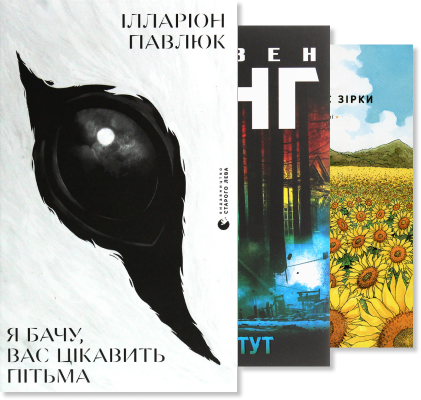 ІЛЛАРІОН
ПАВЛЮК
ВИДАВНИЦТВО
СТАРОГО ЛЕВА
Я БАЧУ,
ВАС ЦІКАВИТЬ
ПІТЬМА
ВЕН
НГ
ТУТ
ЗІРКИ